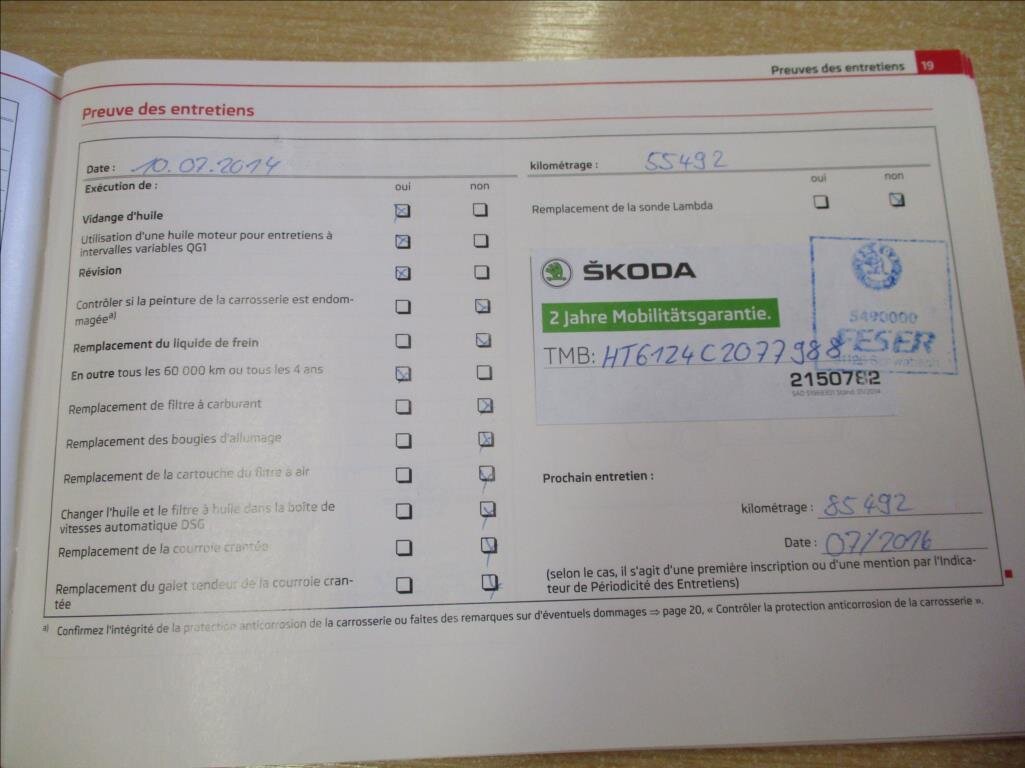 Preuves des entretiens 19
Preuve des entretiens
Date : 10.07.2014
kilométrage : 55492
Exécution de : oui non
oui non
Vidange d'huile
Remplacement de la sonde Lambda
Utilisation d'une huile moteur pour entretiens à
intervalles variables QG1
Révision
Contrôler si la peinture de la carrosserie est endom-
magée a)
Remplacement du liquide de frein
En outre tous les 60 000 km ou tous les 4 ans
Remplacement de filtre à carburant
Remplacement des bougies d'allumage
Remplacement de la cartouche du filtre à air
Changer l'huile et le filtre à huile dans la boîte de
vitesses automatique DSG
Remplacement de la courroie crantée
Remplacement du galet tendeur de la courroie cran-
tée
ŠKODA
2 Jahre Mobilitätsgarantie.
TMB: HT6124C2077988
2150782
5490000
FESER
Prochain entretien :
kilométrage : 85492
Date : 07/2016
(selon le cas, il s'agit d'une première inscription ou d'une mention par l'Indica-
teur de Périodicité des Entretiens)
a) Confirmez l'intégrité de la protection anticorrosion de la carrosserie ou faites des remarques sur d'éventuels dommages ⇒ page 20, « Contrôler la protection anticorrosion de la carrosserie ».